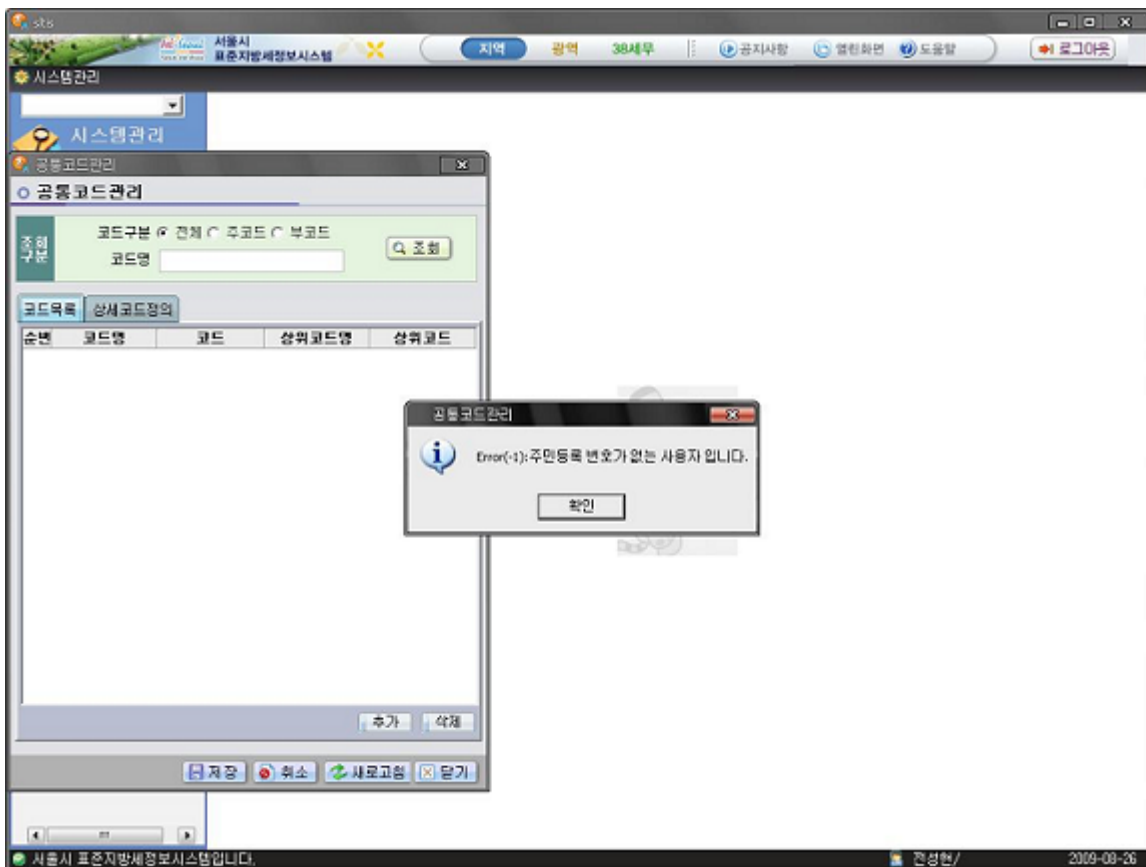 sts
서울시
표준지방세정보시스템
지역 광역 38세무 공지사항 열린화면 도움말 로그아웃
시스템관리
시스템관리
공통코드관리
공통코드관리
조회
구분
코드구분 전체 주코드 부코드
코드명
조회
코드목록 상세코드정의
순번 코드명 코드 상위코드명 상위코드
공통코드관리
Error(-1):주민등록 번호가 없는 사용자 입니다.
확인
추가 삭제
저장 취소 새로고침 닫기
서울시 표준지방세정보시스템입니다. 전성현/ 2009-08-26